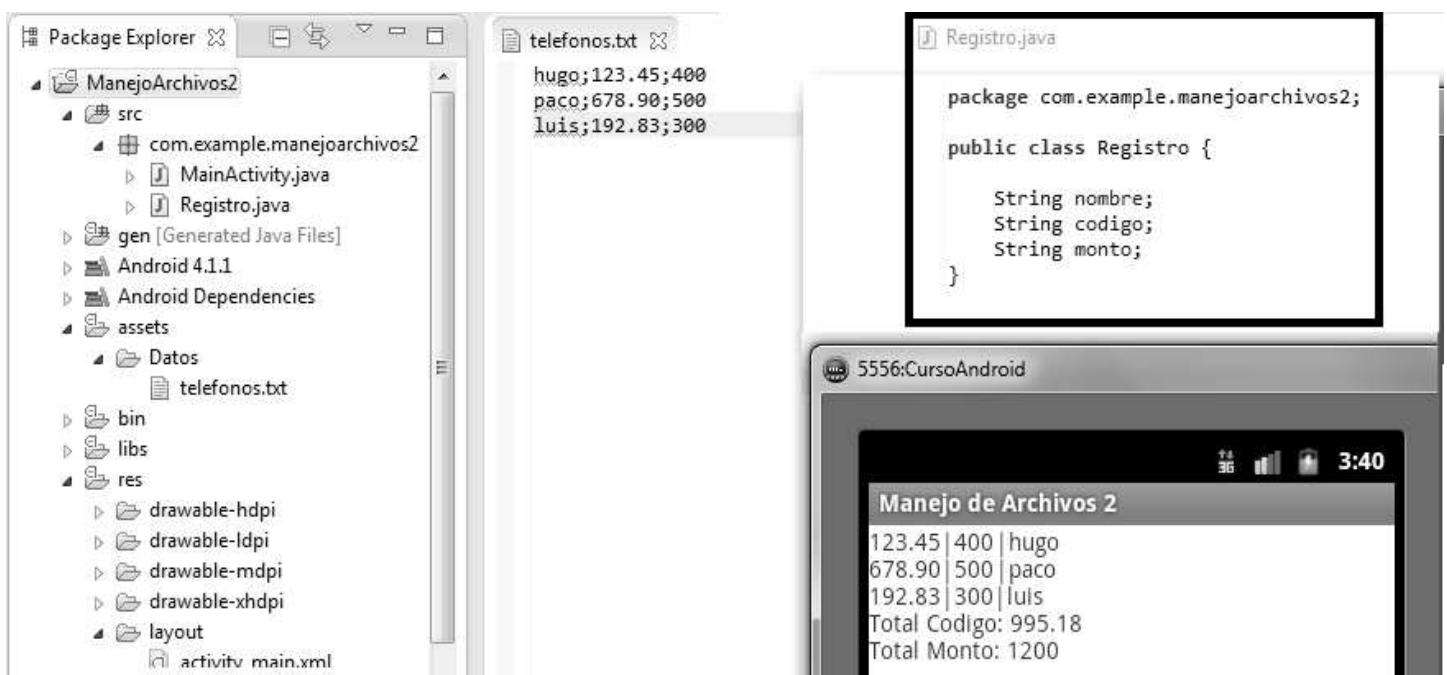 Package Explorer
ManejoArchivos2
src
com.example.manejoarchivos2
MainActivity.java
Registro.java
gen [Generated Java Files]
Android 4.1.1
Android Dependencies
assets
Datos
telefonos.txt
bin
libs
res
drawable-hdpi
drawable-ldpi
drawable-mdpi
drawable-xhdpi
layout
activity_main.xml
telefonos.txt
hugo;123.45;400
paco;678.90;500
luis;192.83;300
Registro.java
package com.example.manejoarchivos2;
public class Registro {
String nombre;
String codigo;
String monto;
}
5556:CursoAndroid
3G 3:40
Manejo de Archivos 2
123.45|400|hugo
678.90|500|paco
192.83|300|luis
Total Codigo: 995.18
Total Monto: 1200